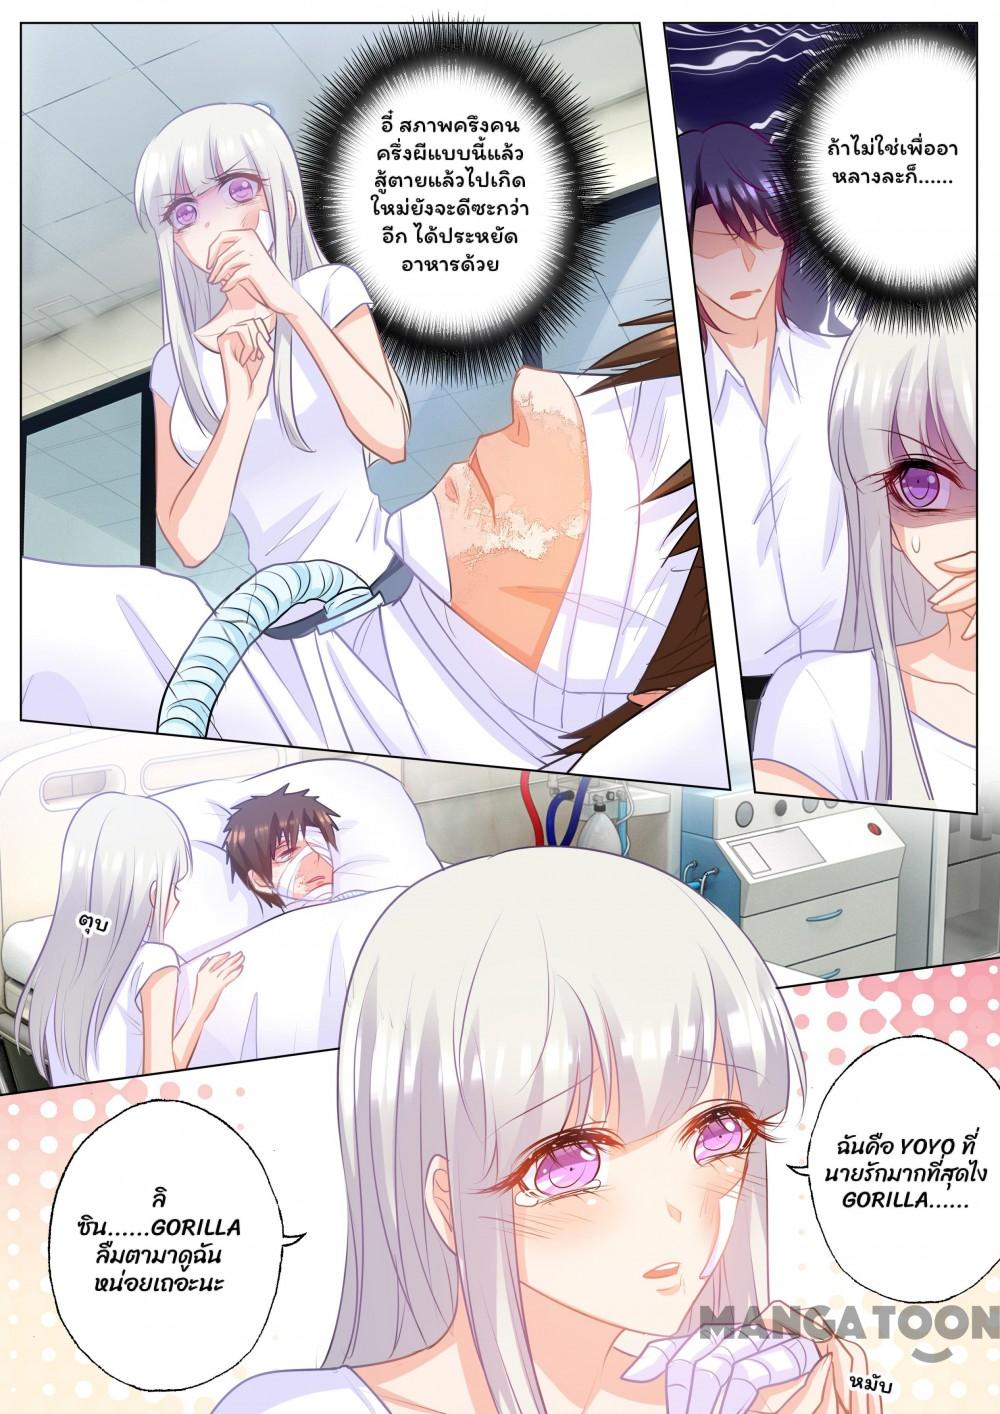 อี๋ สภาพครึงคน
ครึ่งผีแบบนี้แล้ว
สู้ตายแล้วไปเกิด
ใหม่ยังจะดีซะกว่า
อีก ได้ประหยัด
อาหารด้วย
ถ้าไม่ใช่เพื่ออา
หลางละก็......
ตุบ
ฉันคือ YOYO ที่
นายรักมากที่สุดไง
GORILLA......
ลิ
ซิน......GORILLA
ลืมตามาดูฉัน
หน่อยเถอะนะ
MANGATOON
หมับ